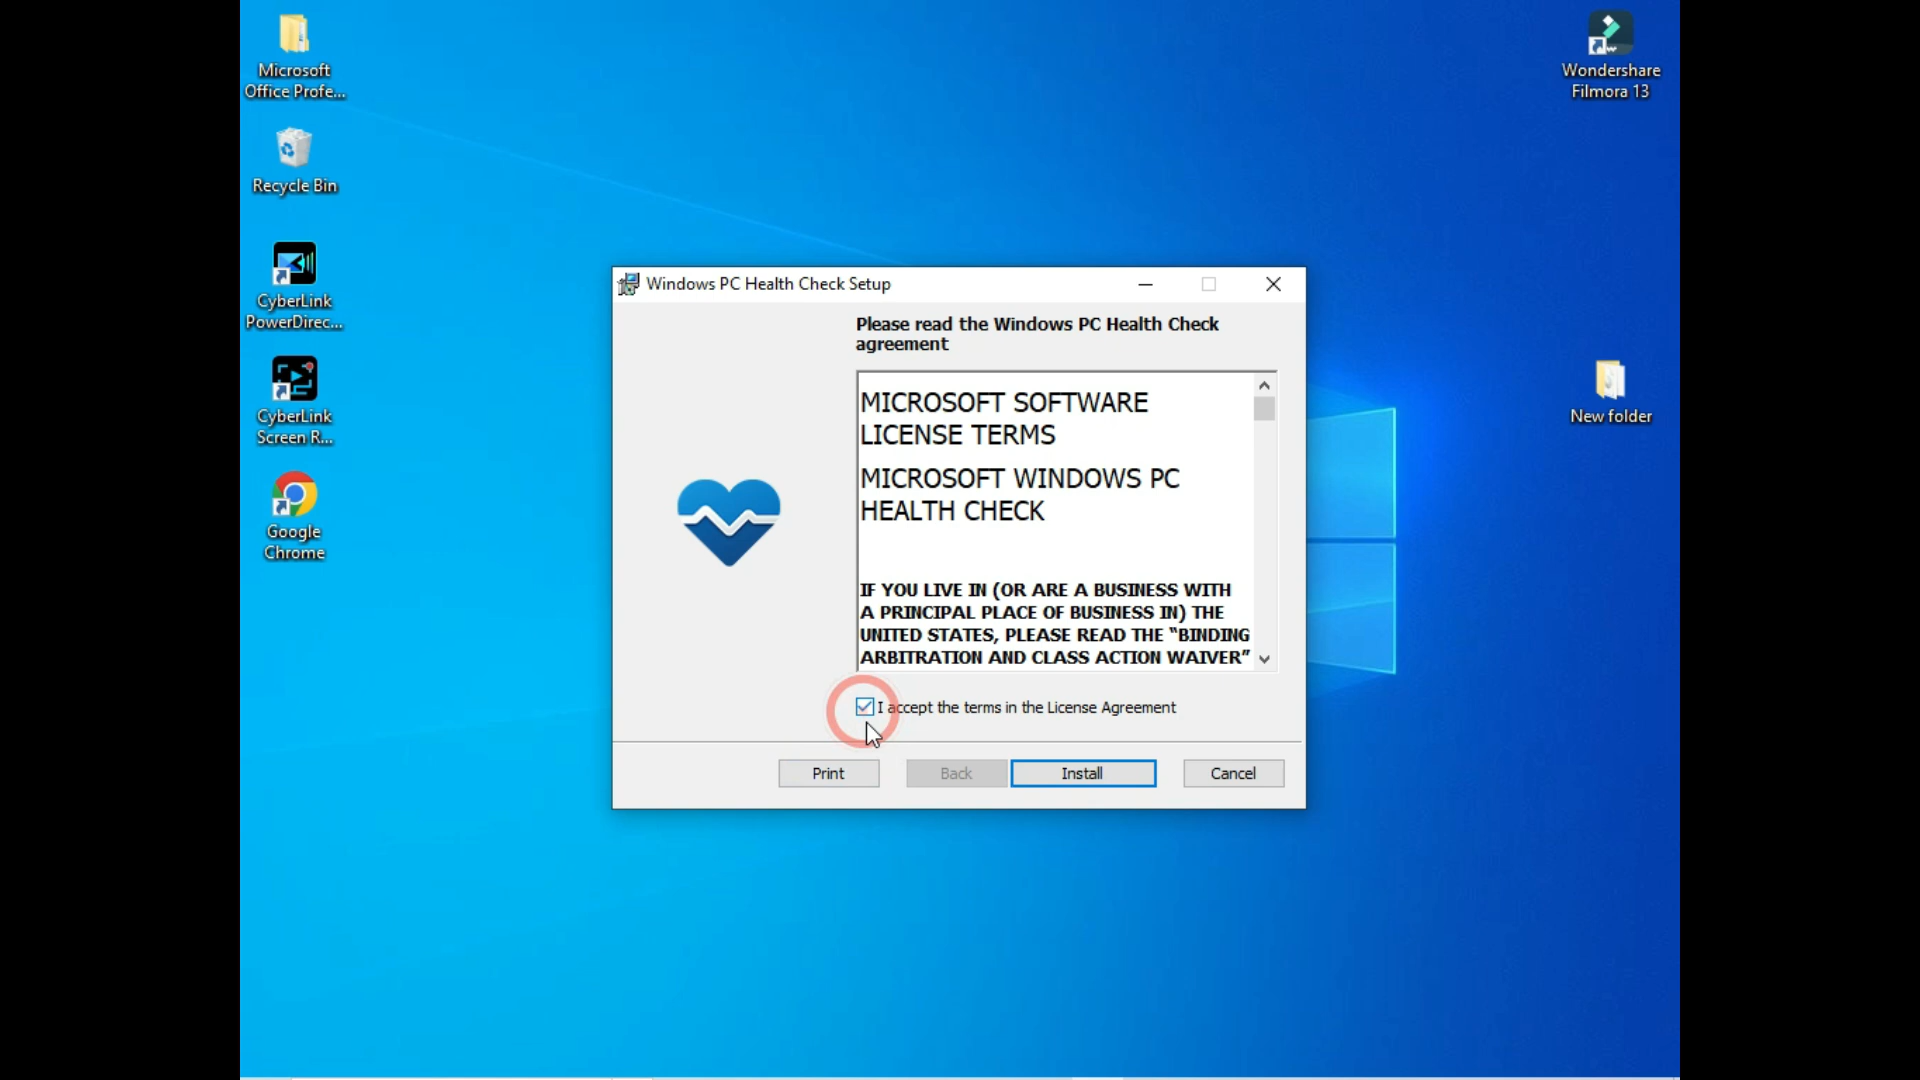 Microsoft
Office Profe...
Recycle Bin
CyberLink
PowerDirec...
CyberLink
Screen R...
Google
Chrome
Wondershare
Filmora 13
New folder
Windows PC Health Check Setup
Please read the Windows PC Health Check
agreement
MICROSOFT SOFTWARE
LICENSE TERMS
MICROSOFT WINDOWS PC
HEALTH CHECK
IF YOU LIVE IN (OR ARE A BUSINESS WITH
A PRINCIPAL PLACE OF BUSINESS IN) THE
UNITED STATES, PLEASE READ THE “BINDING
ARBITRATION AND CLASS ACTION WAIVER”
I accept the terms in the License Agreement
Print
Back
Install
Cancel